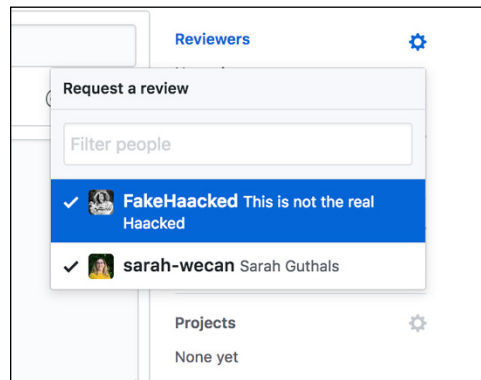 Reviewers
Request a review
Filter people
FakeHaacked This is not the real
Haacked
sarah-wecan Sarah Guthals
Projects
None yet